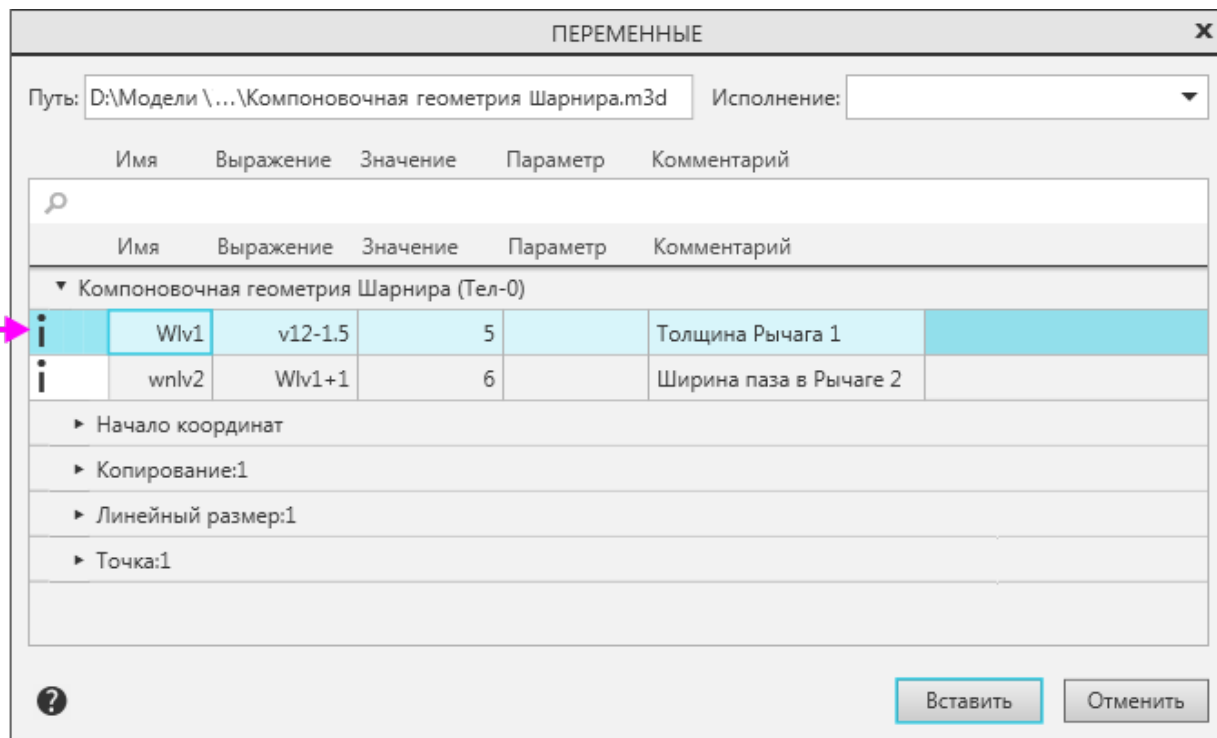 ПЕРЕМЕННЫЕ x
Путь: D:\Модели \...\Компоновочная геометрия Шарнира.m3d Исполнение:
Имя Выражение Значение Параметр Комментарий
Имя Выражение Значение Параметр Комментарий
Компоновочная геометрия Шарнира (Тел-0)
i Wlv1 v12-1.5 5 Толщина Рычага 1
i wnlv2 Wlv1+1 6 Ширина паза в Рычаге 2
Начало координат
Копирование:1
Линейный размер:1
Точка:1
? Вставить Отменить